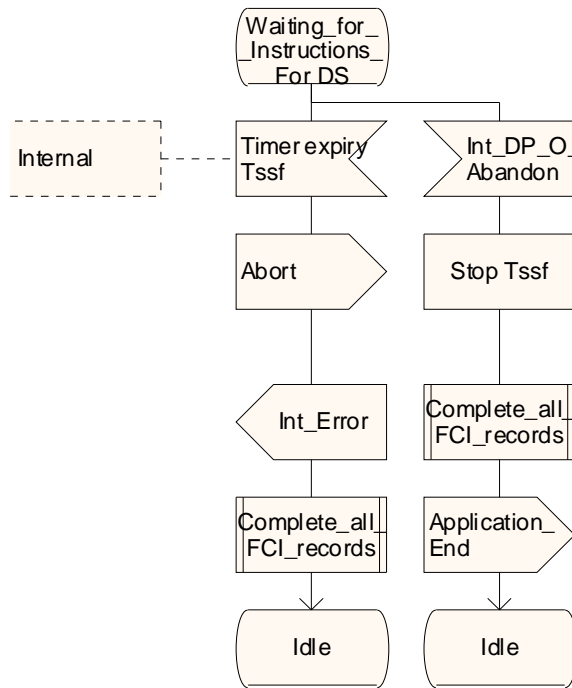 Waiting_for_
_Instructions_
For DS
Internal
Timer expiry
Tssf
Int_DP_O_
Abandon
Abort
Stop Tssf
Int_Error
Complete_all_
FCI_records
Complete_all_
FCI_records
Application_
End
Idle
Idle